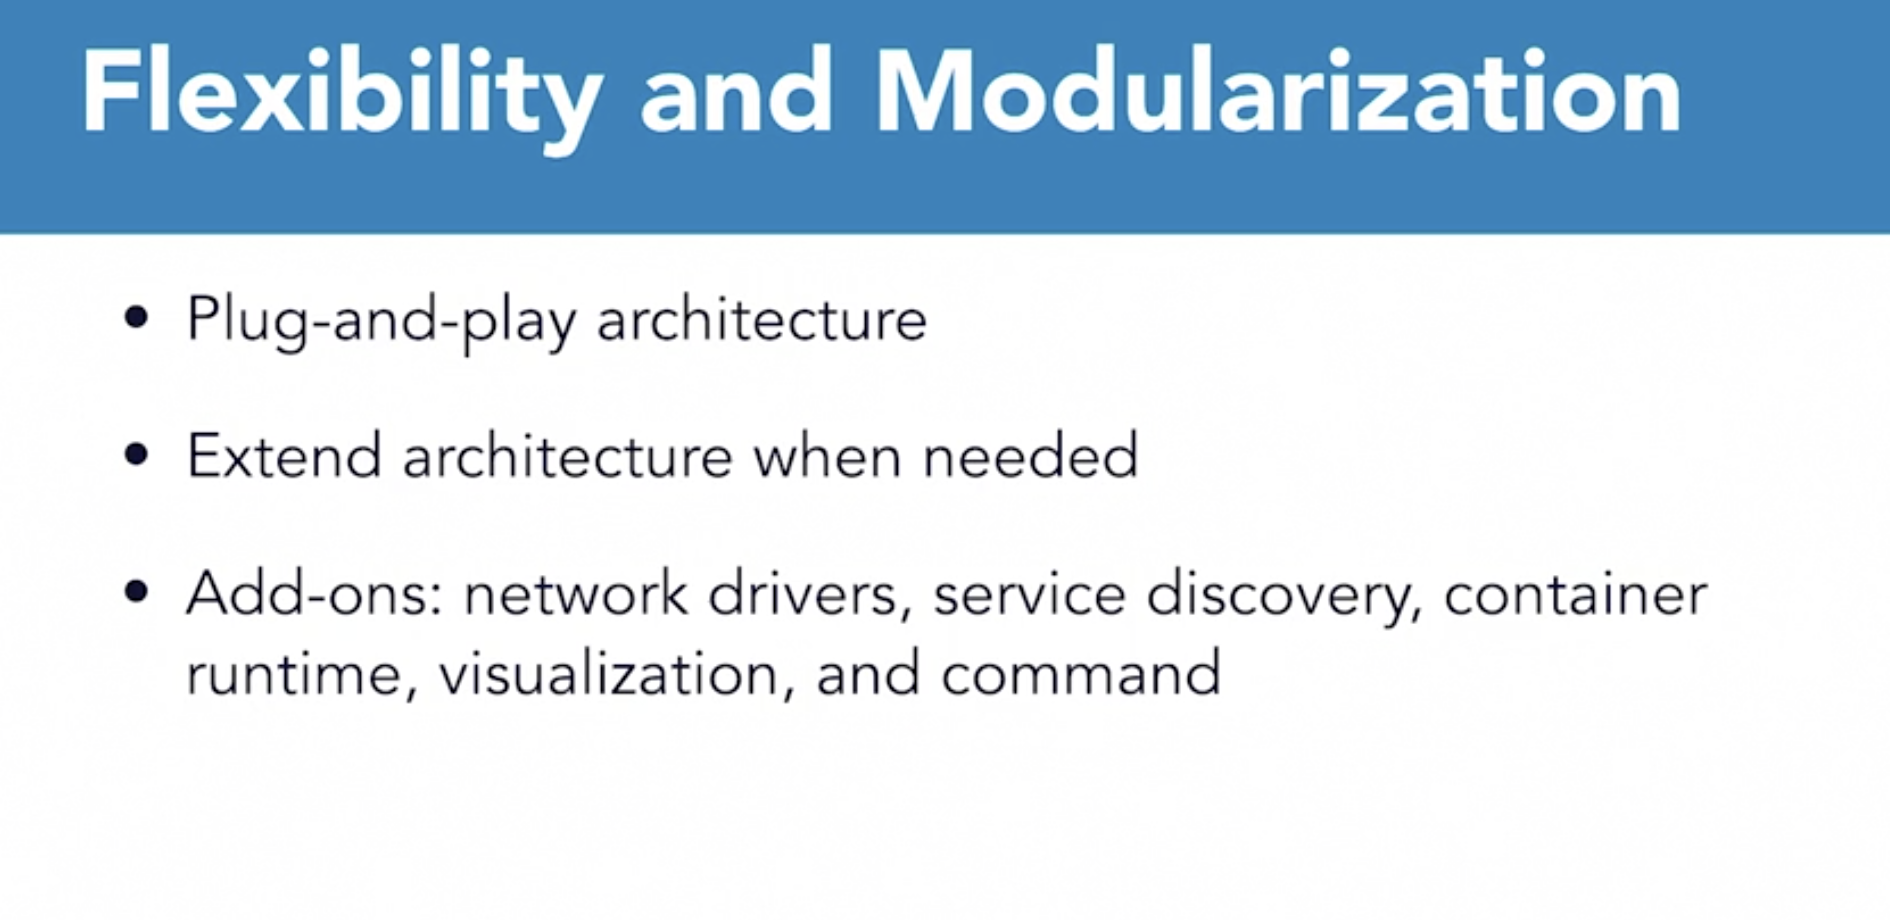 Flexibility and Modularization
• Plug-and-play architecture
• Extend architecture when needed
• Add-ons: network drivers, service discovery, container
runtime, visualization, and command